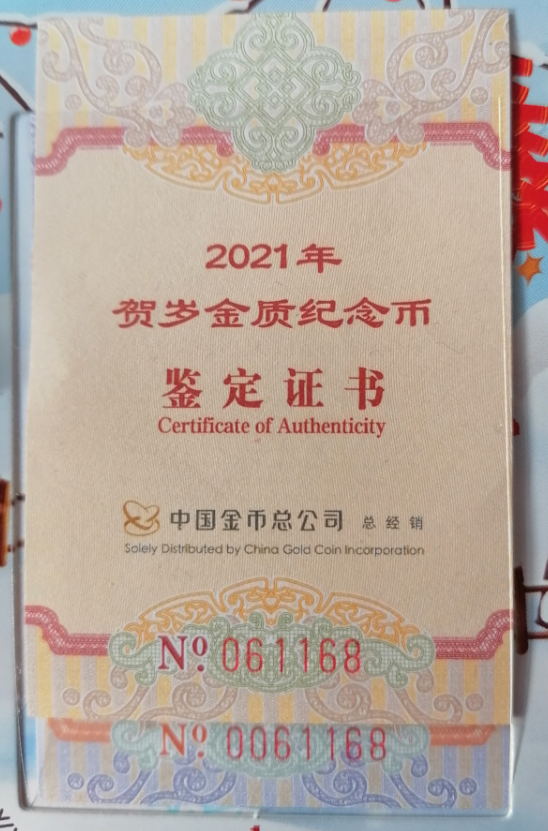 2021年
贺岁金质纪念币
鉴定证书
Certificate of Authenticity
中国金币总公司 总经销
Solely Distributed by China Gold Coin Incorporation
Nº 061168
Nº 0061168